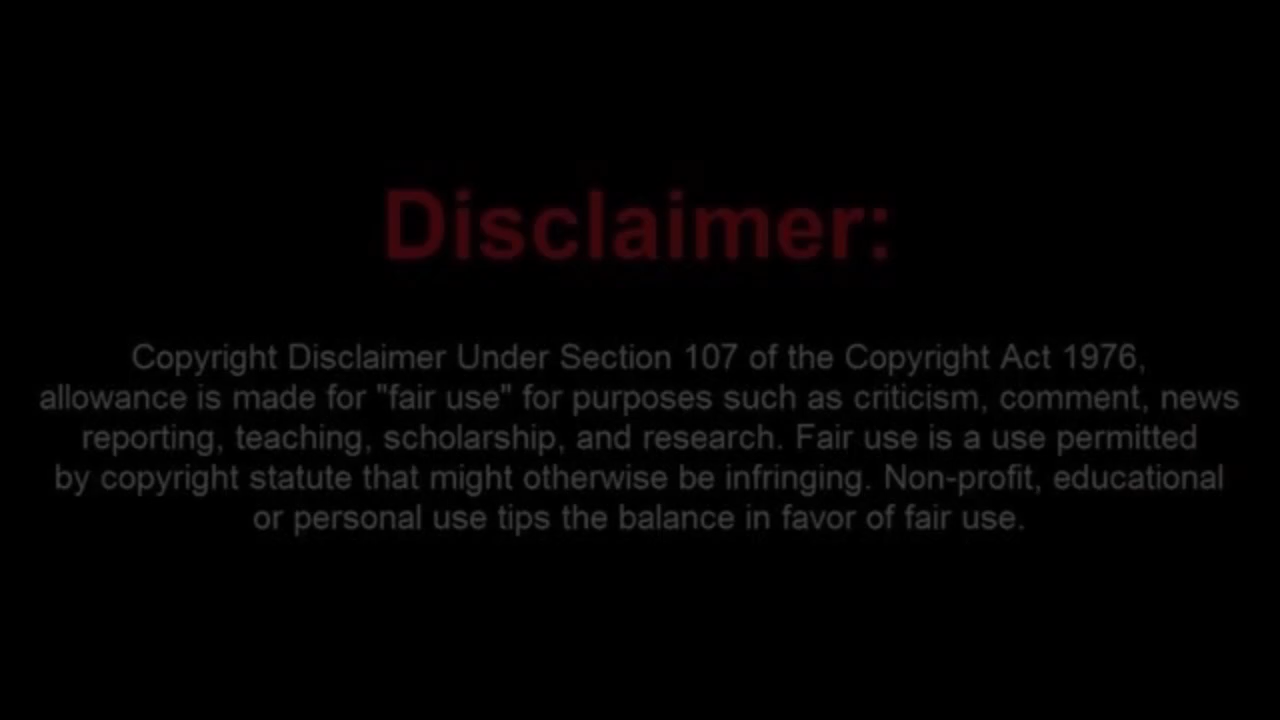 Disclaimer:
Copyright Disclaimer Under Section 107 of the Copyright Act 1976,
allowance is made for "fair use" for purposes such as criticism, comment, news
reporting, teaching, scholarship, and research. Fair use is a use permitted
by copyright statute that might otherwise be infringing. Non-profit, educational
or personal use tips the balance in favor of fair use.